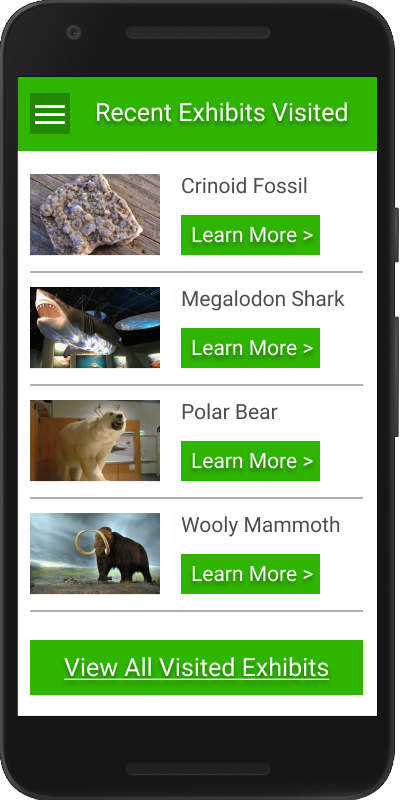 Recent Exhibits Visited
Crinoid Fossil
Learn More >
Megalodon Shark
Learn More >
Polar Bear
Learn More >
Wooly Mammoth
Learn More >
View All Visited Exhibits